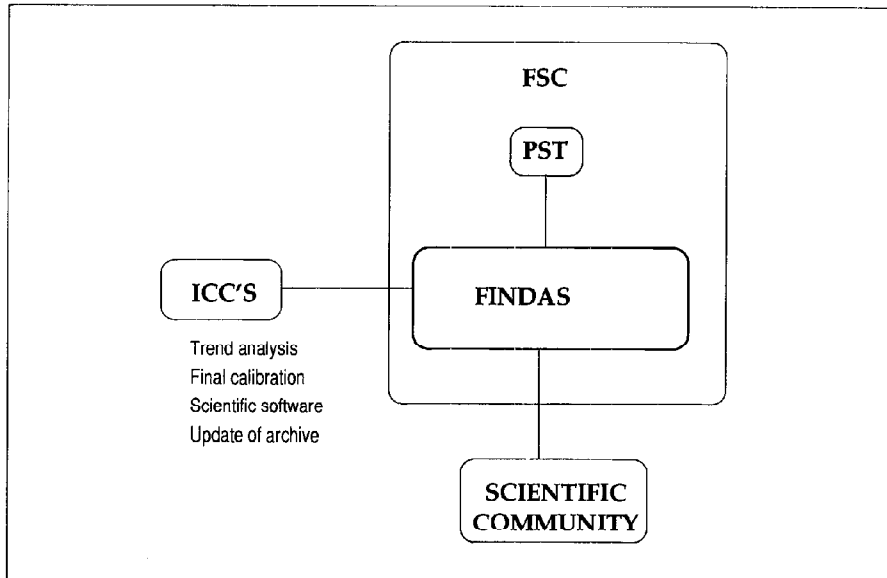 FSC
PST
ICC'S
FINDAS
Trend analysis
Final calibration
Scientific software
Update of archive
SCIENTIFIC
COMMUNITY